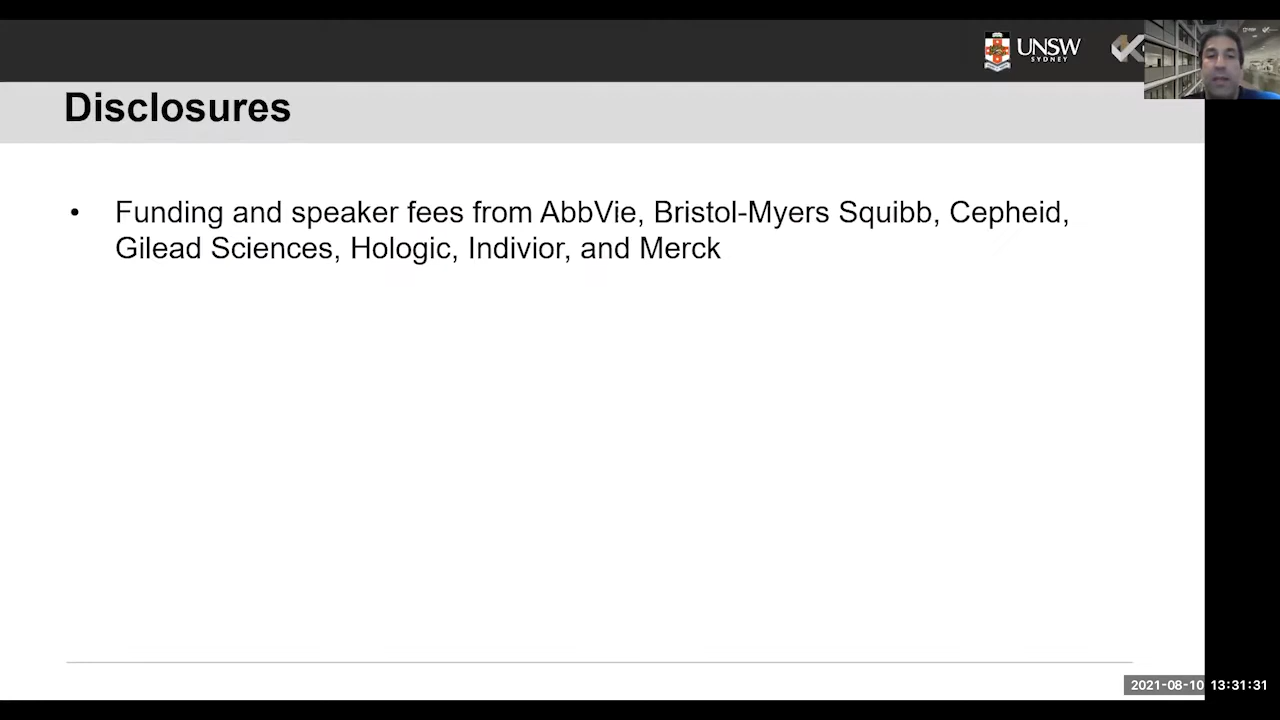 UNSW
SYDNEY
Disclosures
• Funding and speaker fees from AbbVie, Bristol-Myers Squibb, Cepheid,
Gilead Sciences, Hologic, Indivior, and Merck
2021-08-10 13:31:31